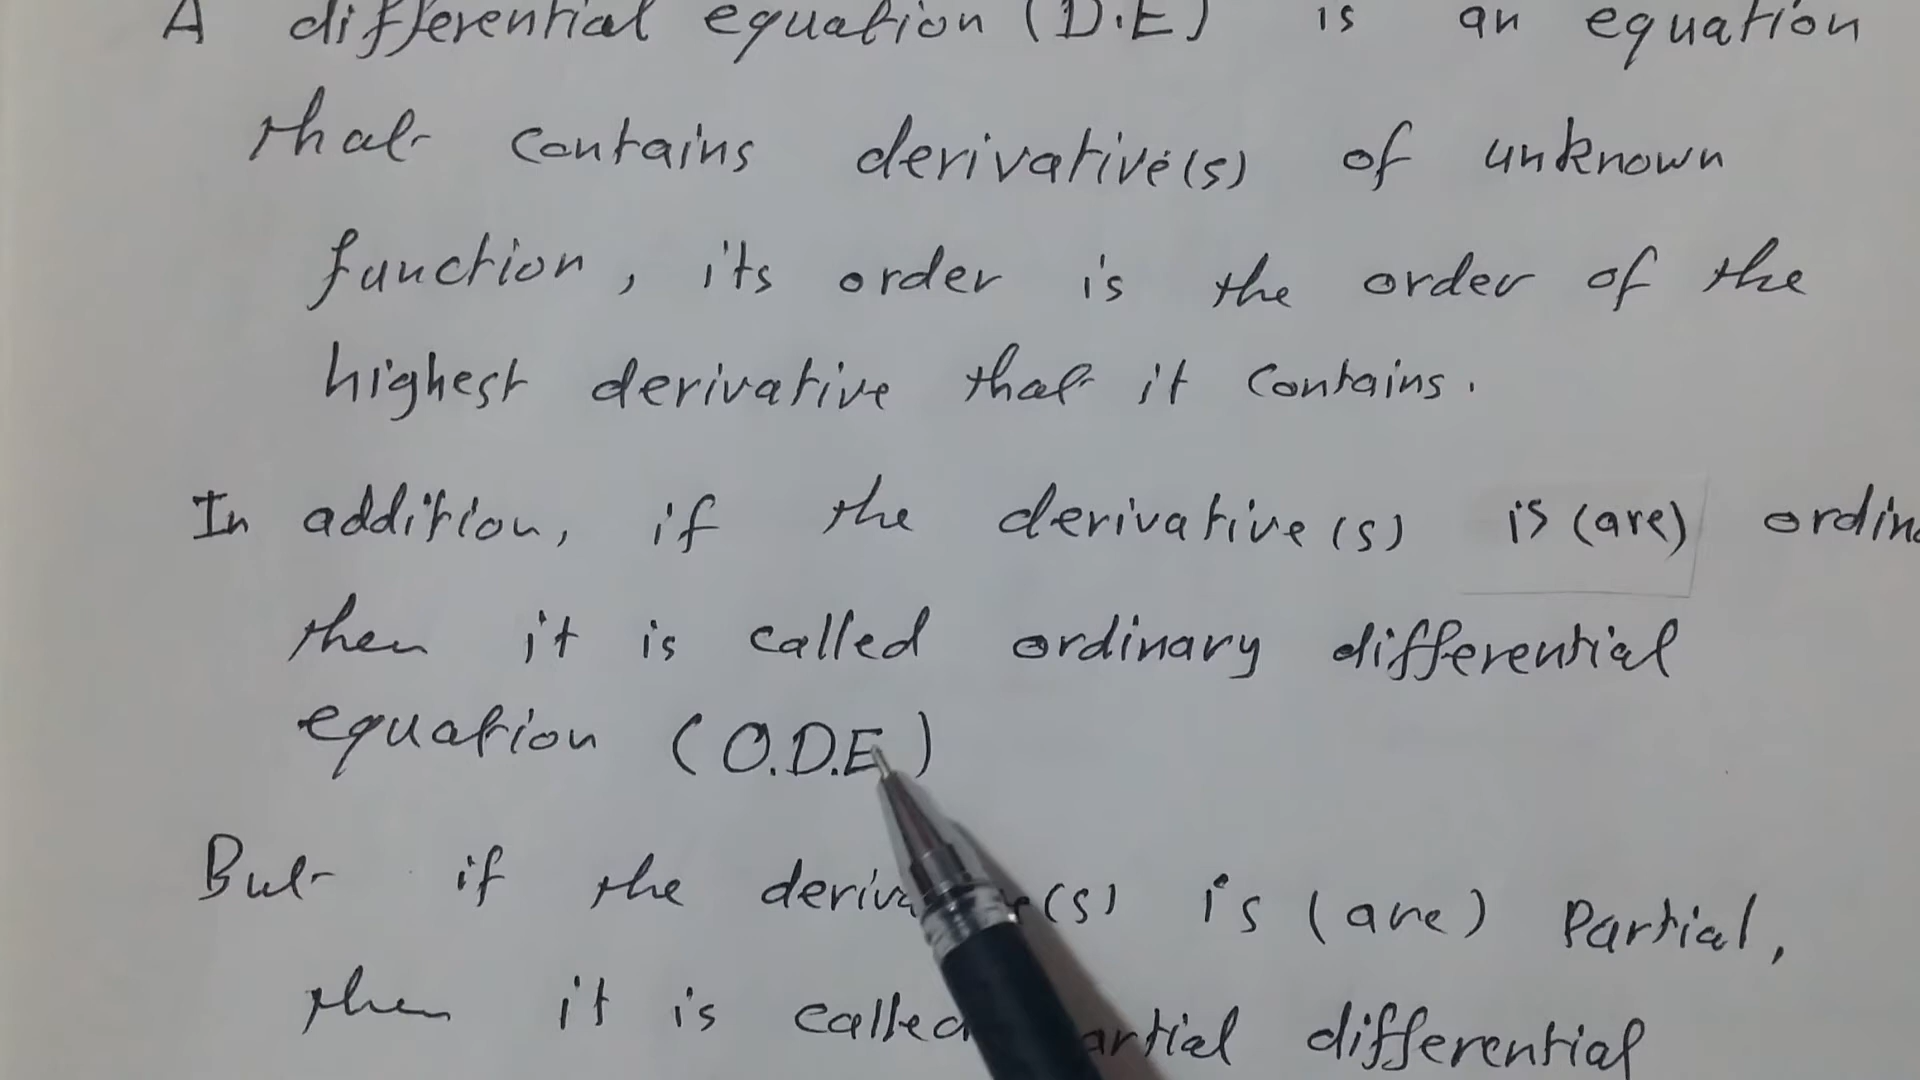 A differential equation (D.E) is an equation
that contains derivative(s) of unknown
function, its order is the order of the
highest derivative that it contains.
In addition, if the derivative(s) is (are) ordin
then it is called ordinary differential
equation (O.D.E)
But if the (s) is (are) Partial,
then it is called differential